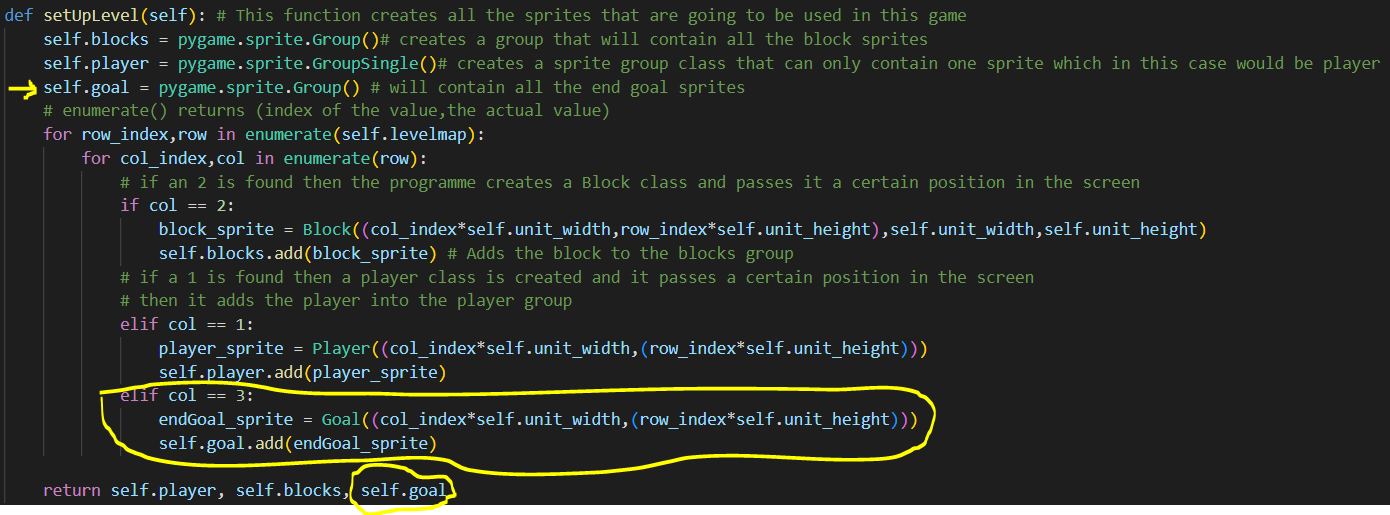 def setUpLevel(self): # This function creates all the sprites that are going to be used in this game
self.blocks = pygame.sprite.Group()# creates a group that will contain all the block sprites
self.player = pygame.sprite.GroupSingle()# creates a sprite group class that can only contain one sprite which in this case would be player
self.goal = pygame.sprite.Group() # will contain all the end goal sprites
# enumerate() returns (index of the value,the actual value)
for row_index,row in enumerate(self.levelmap):
for col_index,col in enumerate(row):
# if an 2 is found then the programme creates a Block class and passes it a certain position in the screen
if col == 2:
block_sprite = Block((col_index*self.unit_width,row_index*self.unit_height),self.unit_width,self.unit_height)
self.blocks.add(block_sprite) # Adds the block to the blocks group
# if a 1 is found then a player class is created and it passes a certain position in the screen
# then it adds the player into the player group
elif col == 1:
player_sprite = Player((col_index*self.unit_width,(row_index*self.unit_height)))
self.player.add(player_sprite)
elif col == 3:
endGoal_sprite = Goal((col_index*self.unit_width,(row_index*self.unit_height)))
self.goal.add(endGoal_sprite)
return self.player, self.blocks, self.goal